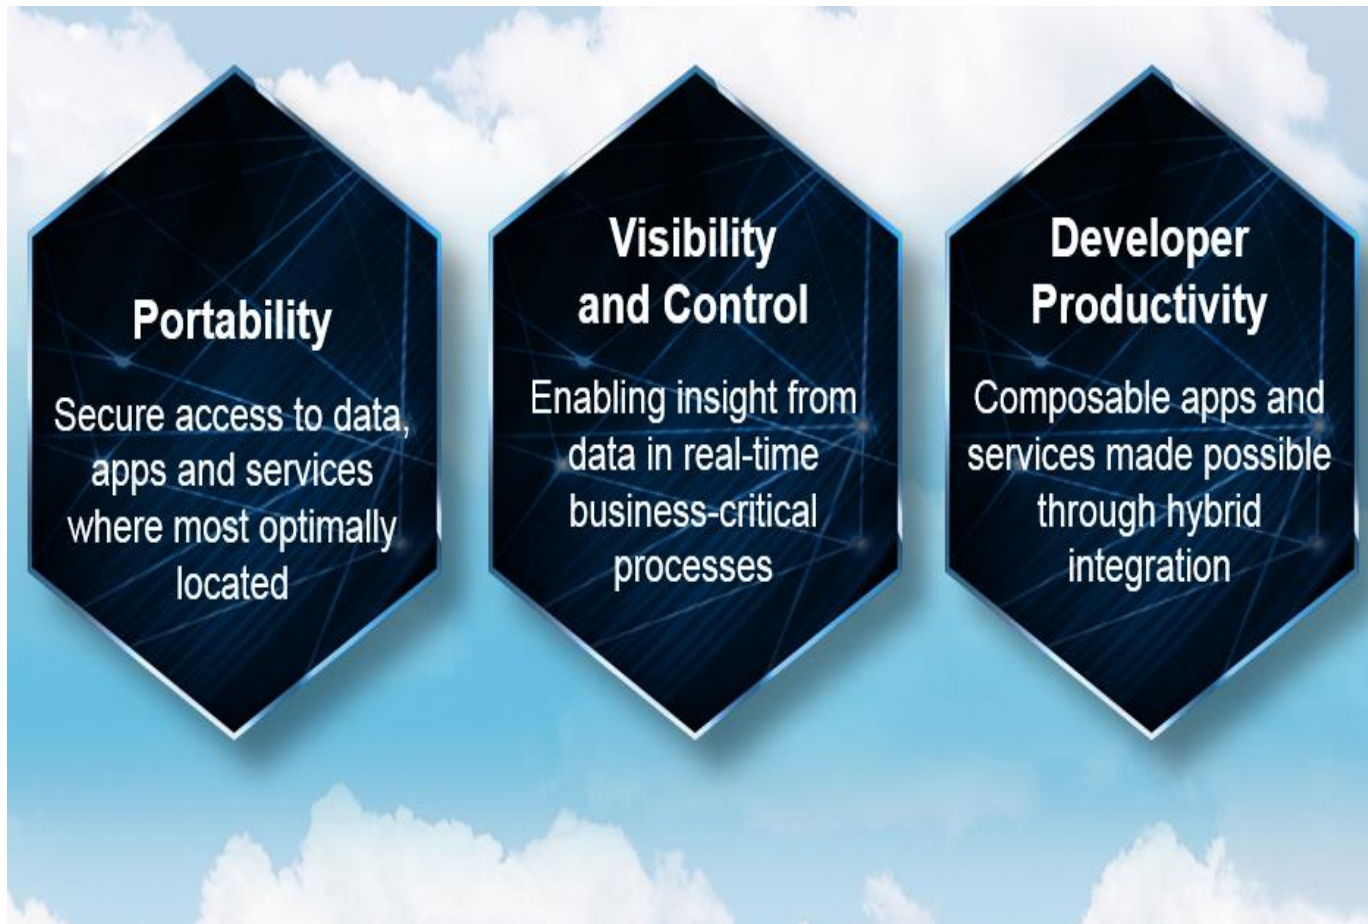 Portability
Secure access to data,
apps and services
where most optimally
located
Visibility
and Control
Enabling insight from
data in real-time
business-critical
processes
Developer
Productivity
Composable apps and
services made possible
through hybrid
integration